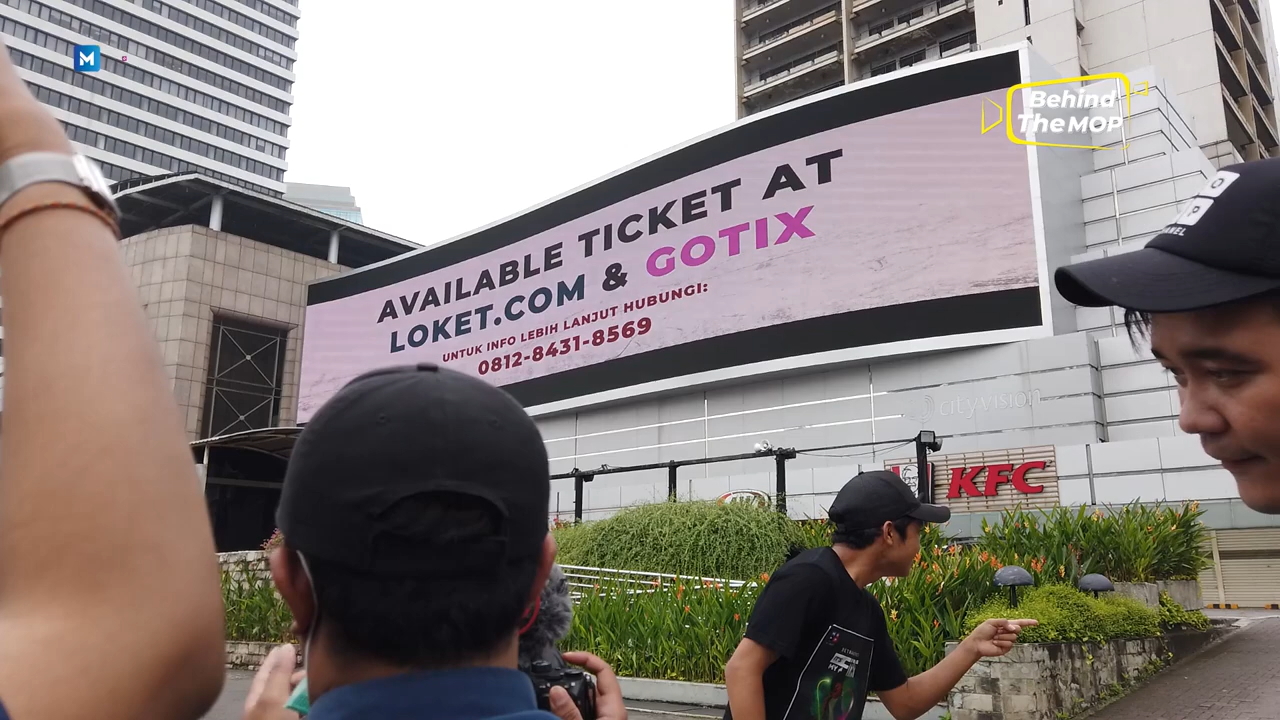 M
Behind
The MOP
AVAILABLE TICKET AT
LOKET.COM & GOTIX
UNTUK INFO LEBIH LANJUT HUBUNGI:
0812-8431-8569
cityvision
KFC